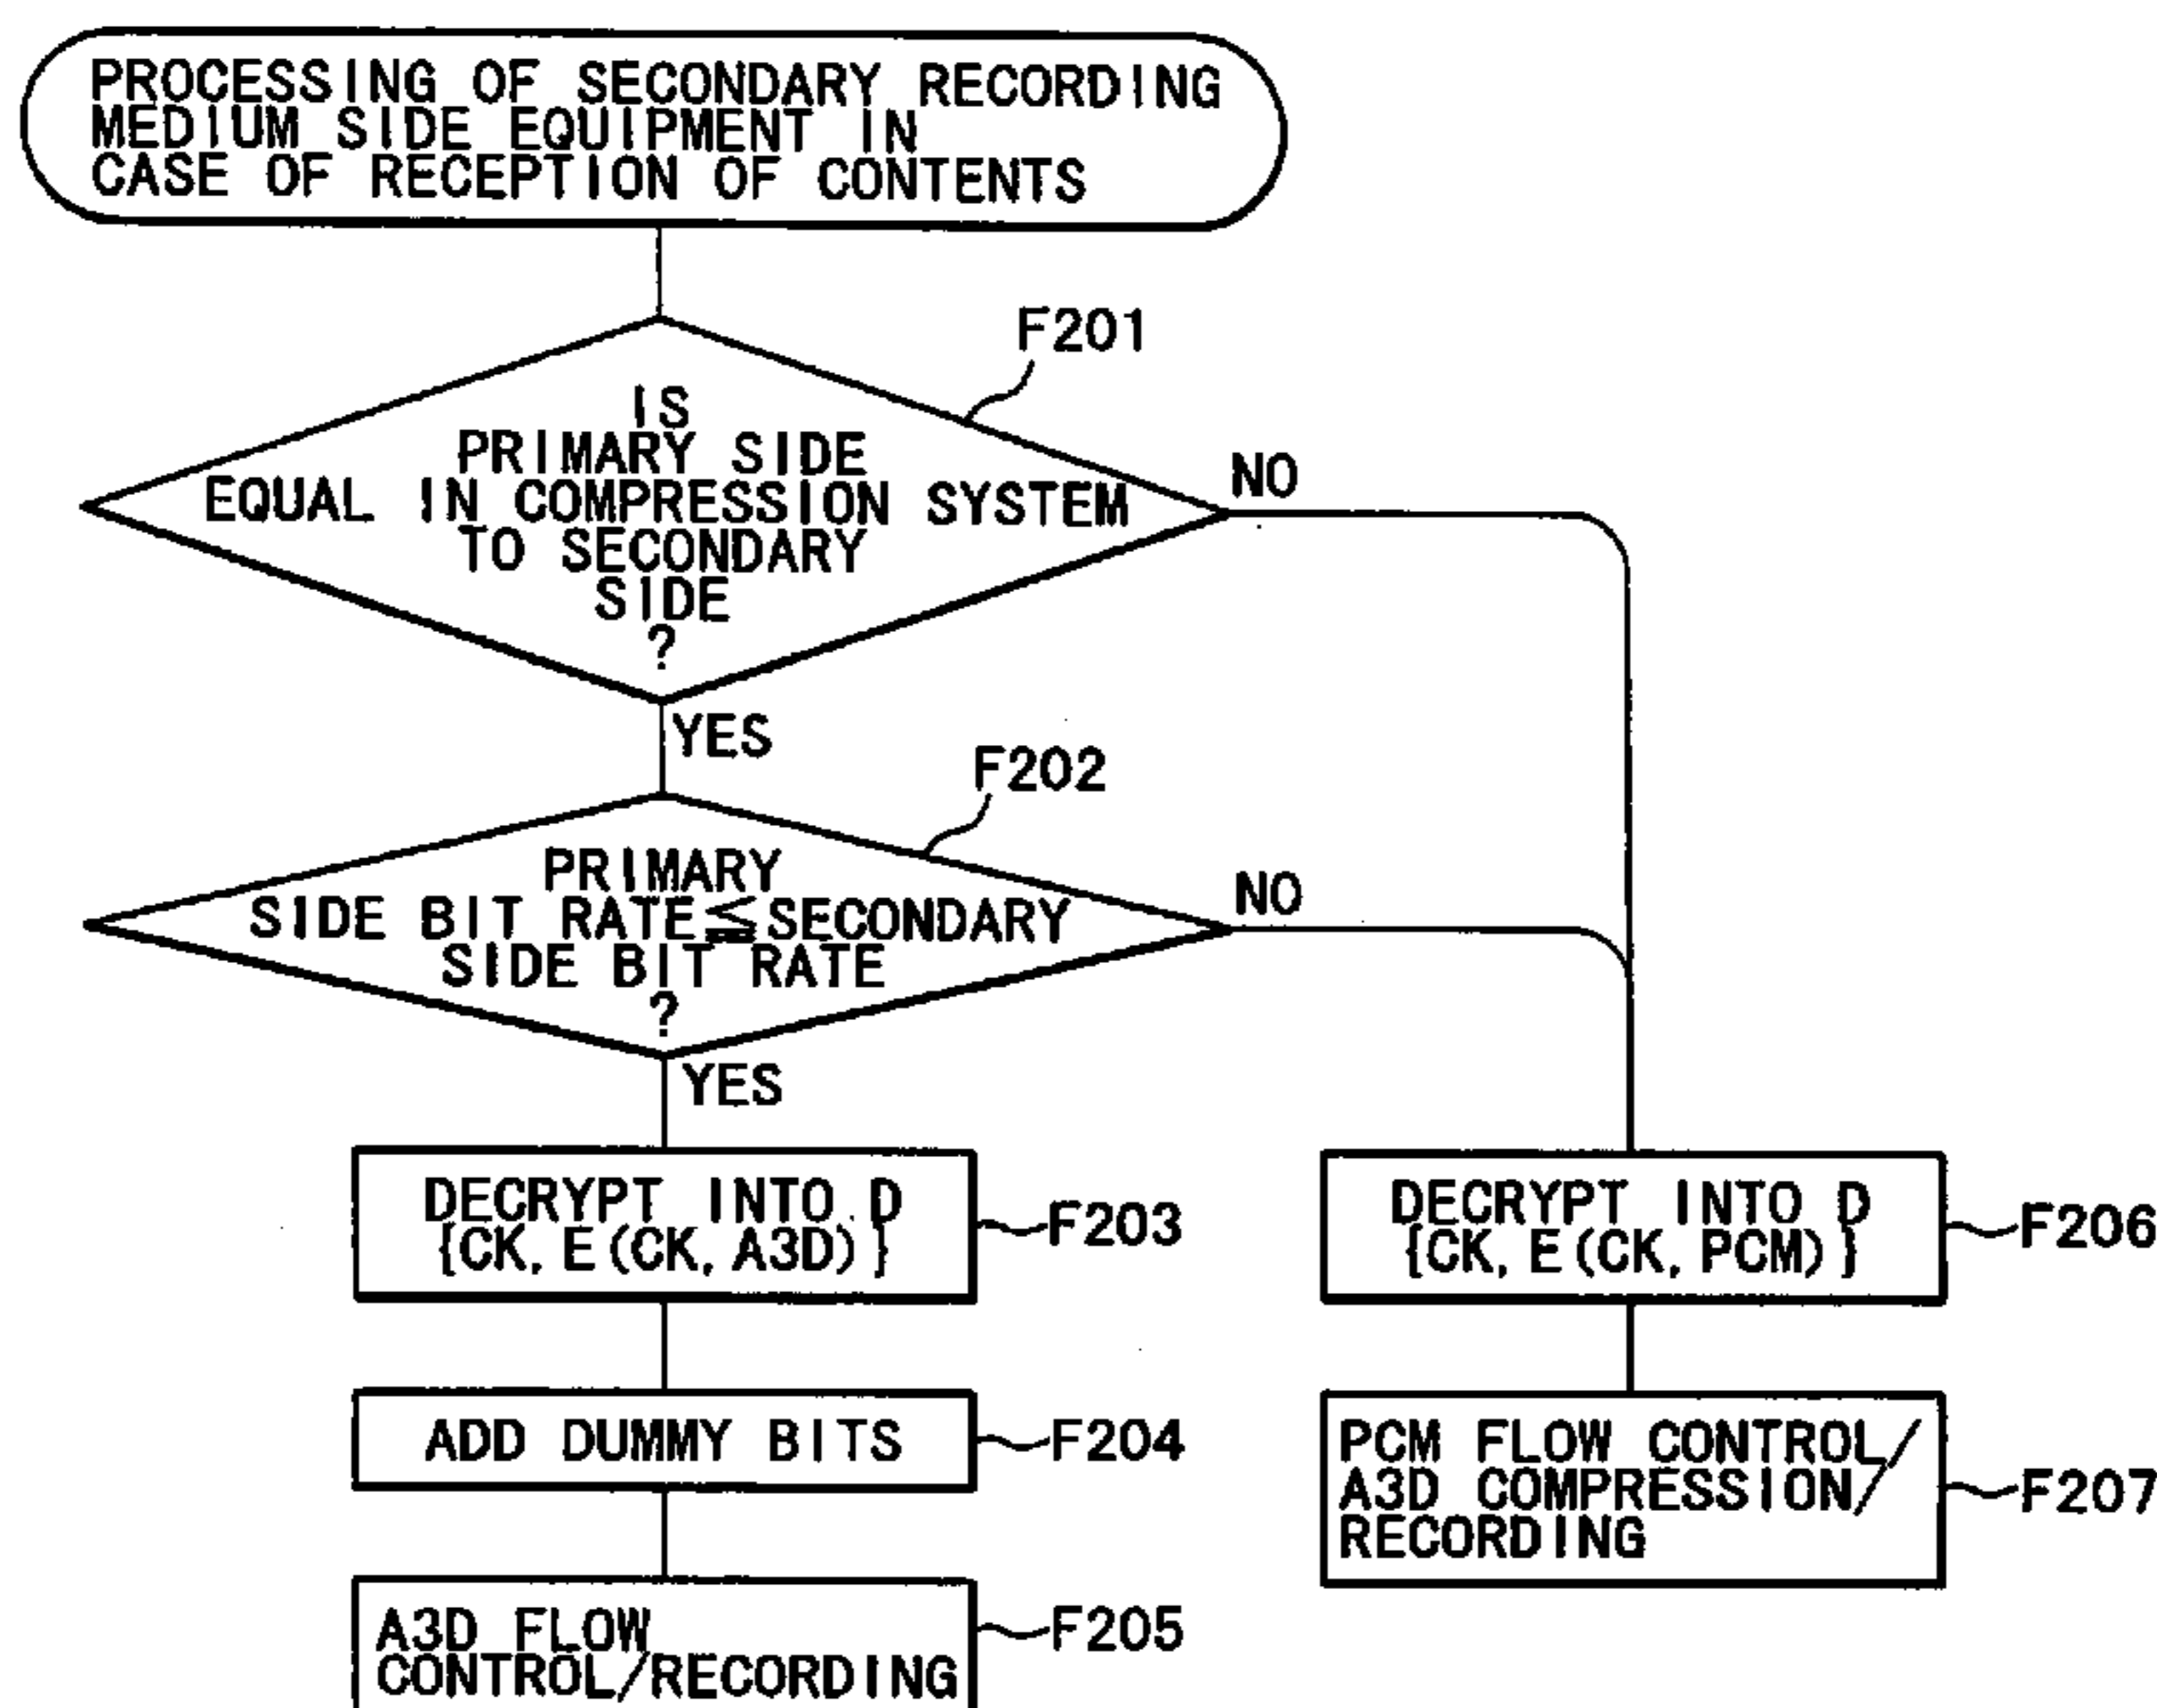 PROCESSING OF SECONDARY RECORDING
MEDIUM SIDE EQUIPMENT IN
CASE OF RECEPTION OF CONTENTS
F201
IS
PRIMARY SIDE
EQUAL IN COMPRESSION SYSTEM
TO SECONDARY
SIDE
?
NO
YES
F202
PRIMARY
SIDE BIT RATE≦SECONDARY
SIDE BIT RATE
?
NO
YES
DECRYPT INTO D
{CK, E(CK, A3D)}
F203
DECRYPT INTO D
{CK, E(CK, PCM)}
F206
ADD DUMMY BITS
F204
PCM FLOW CONTROL/
A3D COMPRESSION/
RECORDING
F207
A3D FLOW
CONTROL/RECORDING
F205